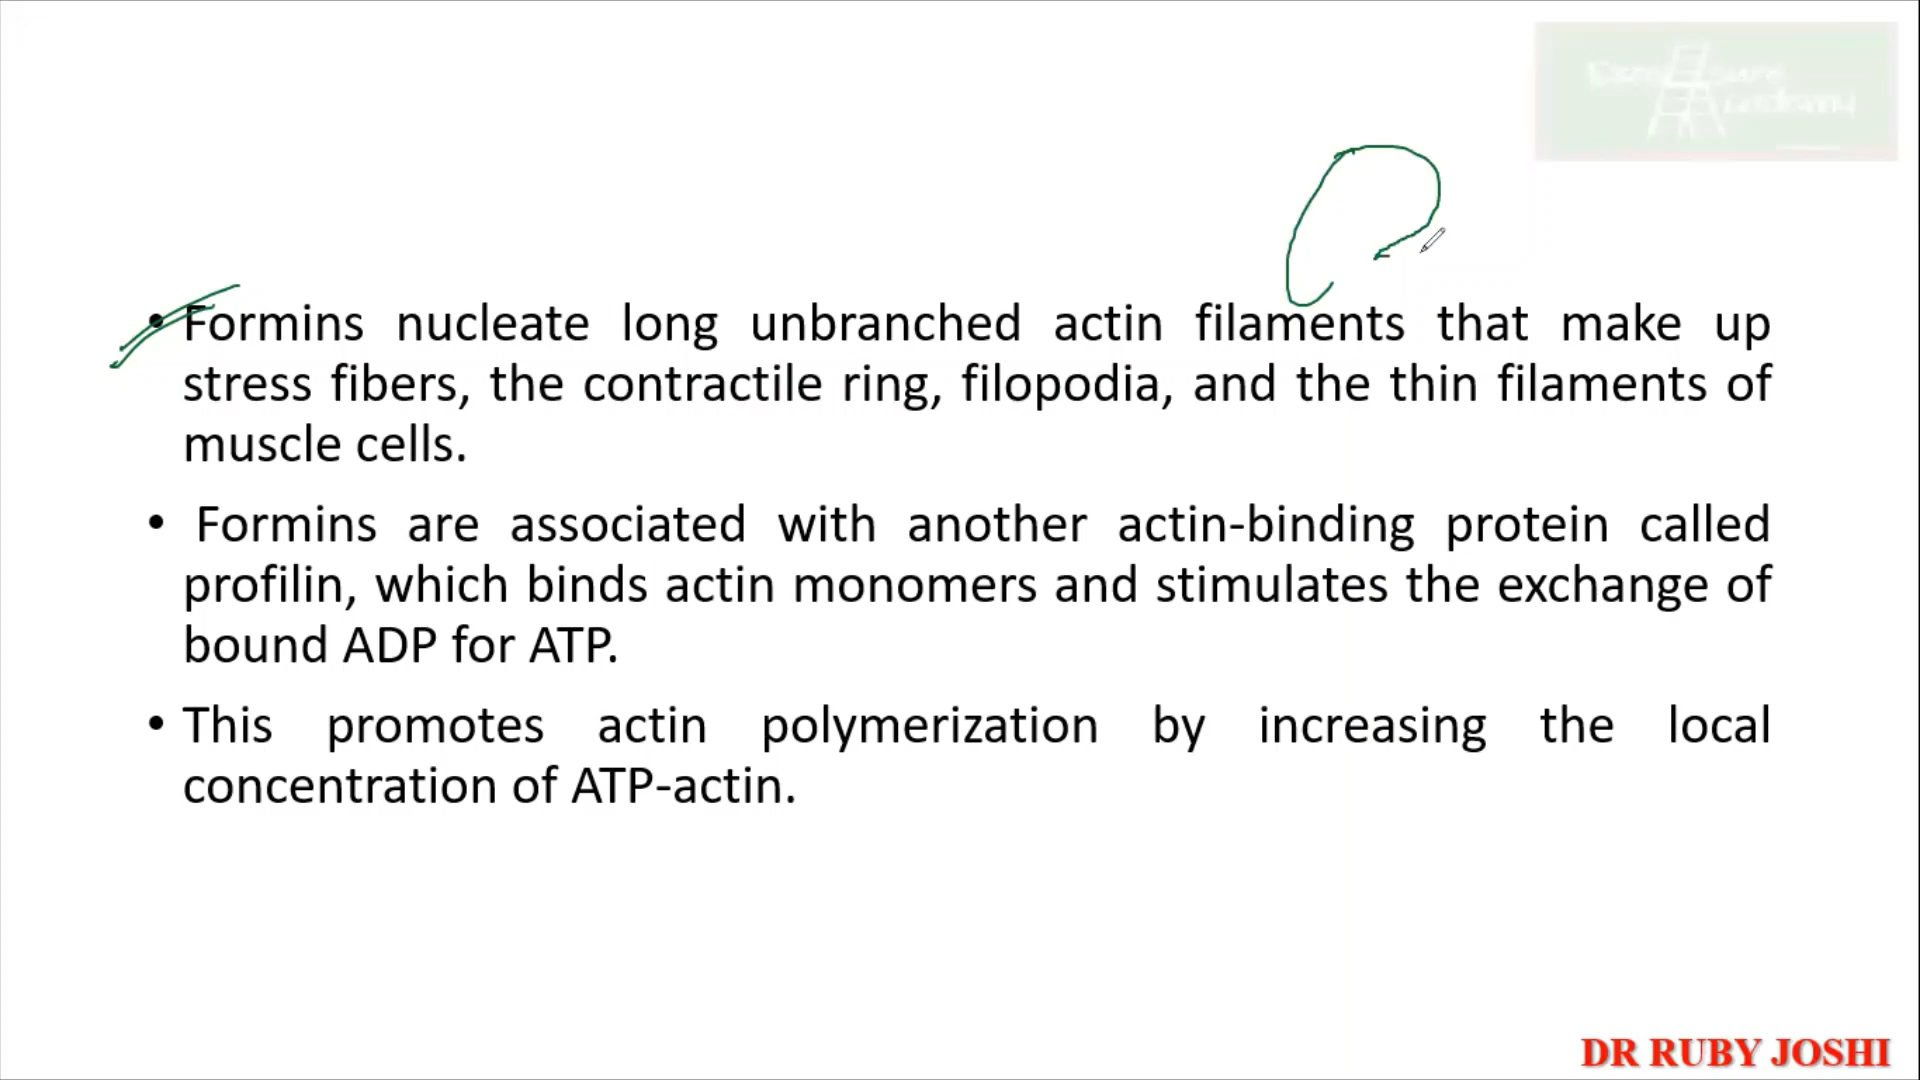 • Formins nucleate long unbranched actin filaments that make up
stress fibers, the contractile ring, filopodia, and the thin filaments of
muscle cells.
• Formins are associated with another actin-binding protein called
profilin, which binds actin monomers and stimulates the exchange of
bound ADP for ATP.
• This promotes actin polymerization by increasing the local
concentration of ATP-actin.
DR RUBY JOSHI